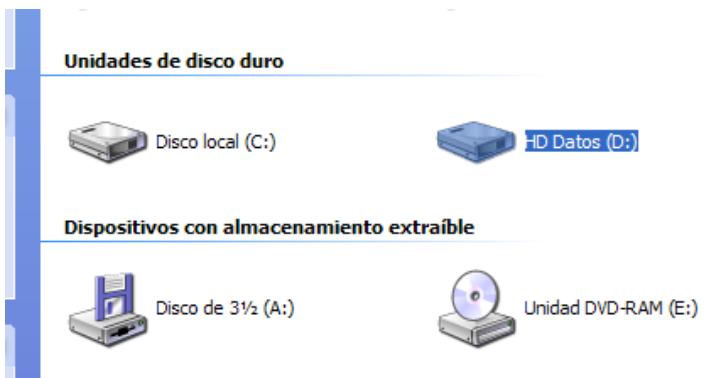 Unidades de disco duro
Disco local (C:)
HD Datos (D:)
Dispositivos con almacenamiento extraíble
Disco de 3½ (A:)
Unidad DVD-RAM (E:)